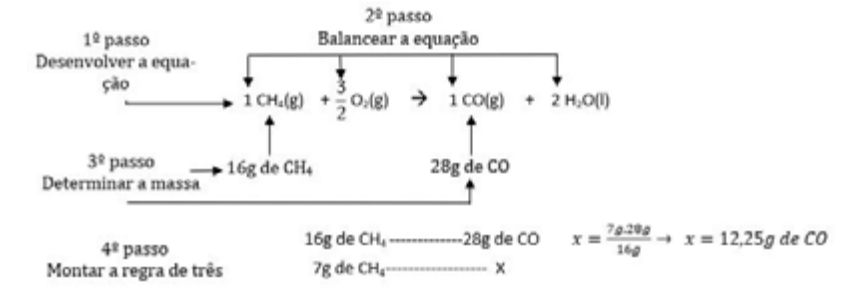 2º passo
Balancear a equação
1º passo
Desenvolver a equa-
ção
1 CH₄(g) + 3/2 O₂(g) → 1 CO(g) + 2 H₂O(l)
3º passo
Determinar a massa
16g de CH₄
28g de CO
4º passo
Montar a regra de três
16g de CH₄ -------------28g de CO
7g de CH₄------------------ X
x = 7g.28g/16g → x = 12,25g de CO